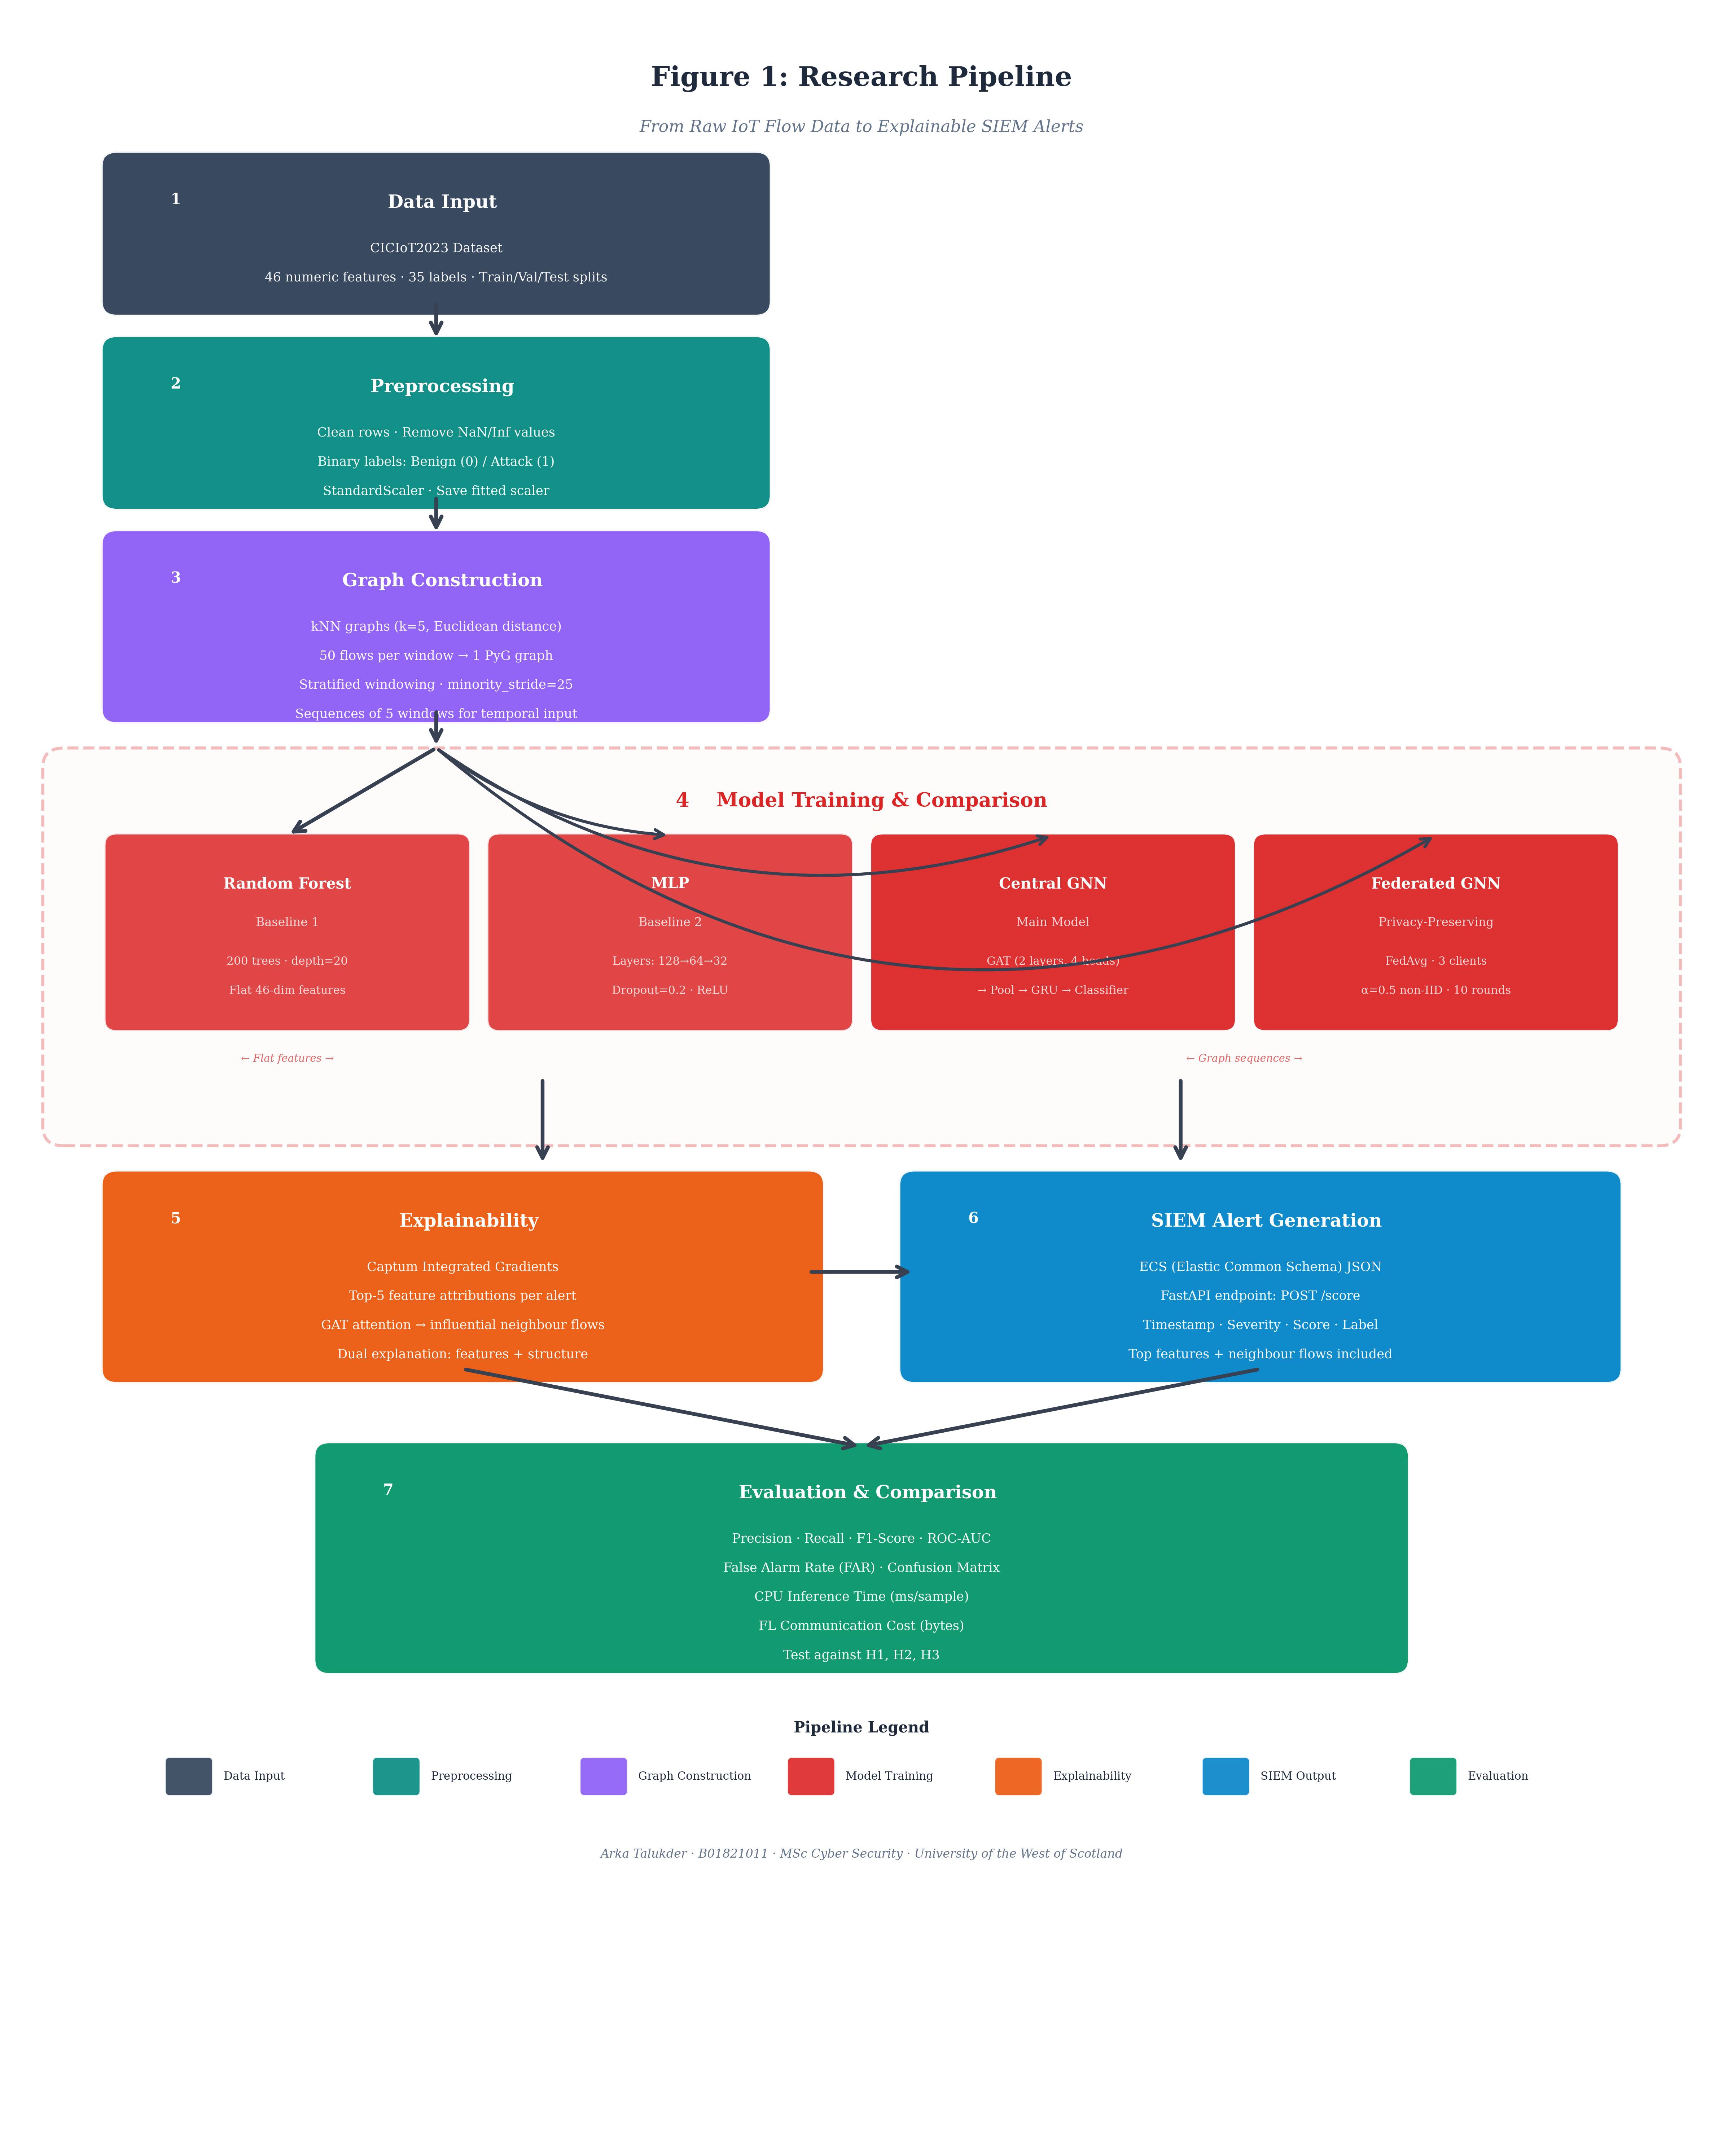 Figure 1: Research Pipeline
From Raw IoT Flow Data to Explainable SIEM Alerts
1 Data Input
CICIoT2023 Dataset
46 numeric features · 35 labels · Train/Val/Test splits
2 Preprocessing
Clean rows · Remove NaN/Inf values
Binary labels: Benign (0) / Attack (1)
StandardScaler · Save fitted scaler
3 Graph Construction
kNN graphs (k=5, Euclidean distance)
50 flows per window → 1 PyG graph
Stratified windowing · minority_stride=25
Sequences of 5 windows for temporal input
4 Model Training & Comparison
Random Forest
Baseline 1
200 trees · depth=20
Flat 46-dim features
MLP
Baseline 2
Layers: 128→64→32
Dropout=0.2 · ReLU
Central GNN
Main Model
GAT (2 layers, 4 heads)
→ Pool → GRU → Classifier
Federated GNN
Privacy-Preserving
FedAvg · 3 clients
α=0.5 non-IID · 10 rounds
← Flat features →
← Graph sequences →
5 Explainability
Captum Integrated Gradients
Top-5 feature attributions per alert
GAT attention → influential neighbour flows
Dual explanation: features + structure
6 SIEM Alert Generation
ECS (Elastic Common Schema) JSON
FastAPI endpoint: POST /score
Timestamp · Severity · Score · Label
Top features + neighbour flows included
7 Evaluation & Comparison
Precision · Recall · F1-Score · ROC-AUC
False Alarm Rate (FAR) · Confusion Matrix
CPU Inference Time (ms/sample)
FL Communication Cost (bytes)
Test against H1, H2, H3
Pipeline Legend
Data Input
Preprocessing
Graph Construction
Model Training
Explainability
SIEM Output
Evaluation
Arka Talukder · B01821011 · MSc Cyber Security · University of the West of Scotland